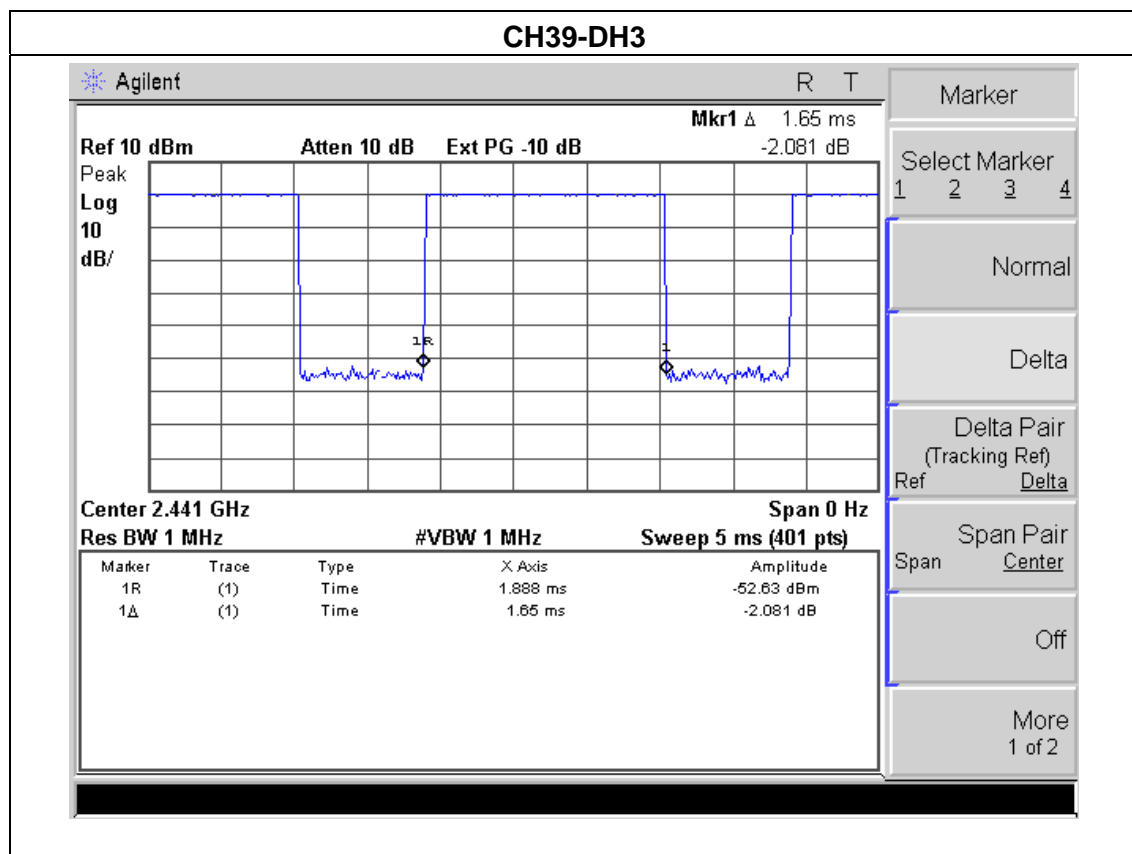 CH39-DH3
Agilent R T
Mkr1 Δ 1.65 ms
Ref 10 dBm Atten 10 dB Ext PG -10 dB -2.081 dB
Peak
Log
10
dB/
1R
1
Center 2.441 GHz Span 0 Hz
Res BW 1 MHz #VBW 1 MHz Sweep 5 ms (401 pts)
Marker Trace Type X Axis Amplitude
1R (1) Time 1.888 ms -52.63 dBm
1Δ (1) Time 1.65 ms -2.081 dB
Marker
Select Marker
1 2 3 4
Normal
Delta
Delta Pair
(Tracking Ref)
Ref Delta
Span Pair
Span Center
Off
More
1 of 2